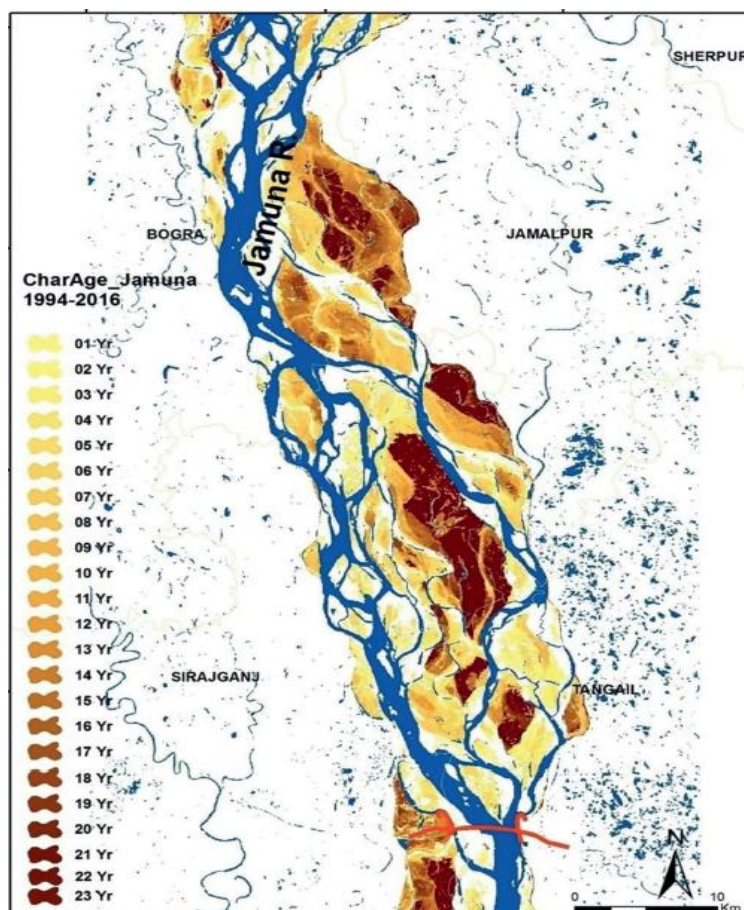 SHERPUR
Jamuna R.
BOGRA
JAMALPUR
CharAge_Jamuna
1994-2016
01 Yr
02 Yr
03 Yr
04 Yr
05 Yr
06 Yr
07 Yr
08 Yr
09 Yr
10 Yr
11 Yr
12 Yr
13 Yr
14 Yr
15 Yr
16 Yr
17 Yr
18 Yr
19 Yr
20 Yr
21 Yr
22 Yr
23 Yr
SIRAJGANJ
TANGAIL
N
0 10
Km